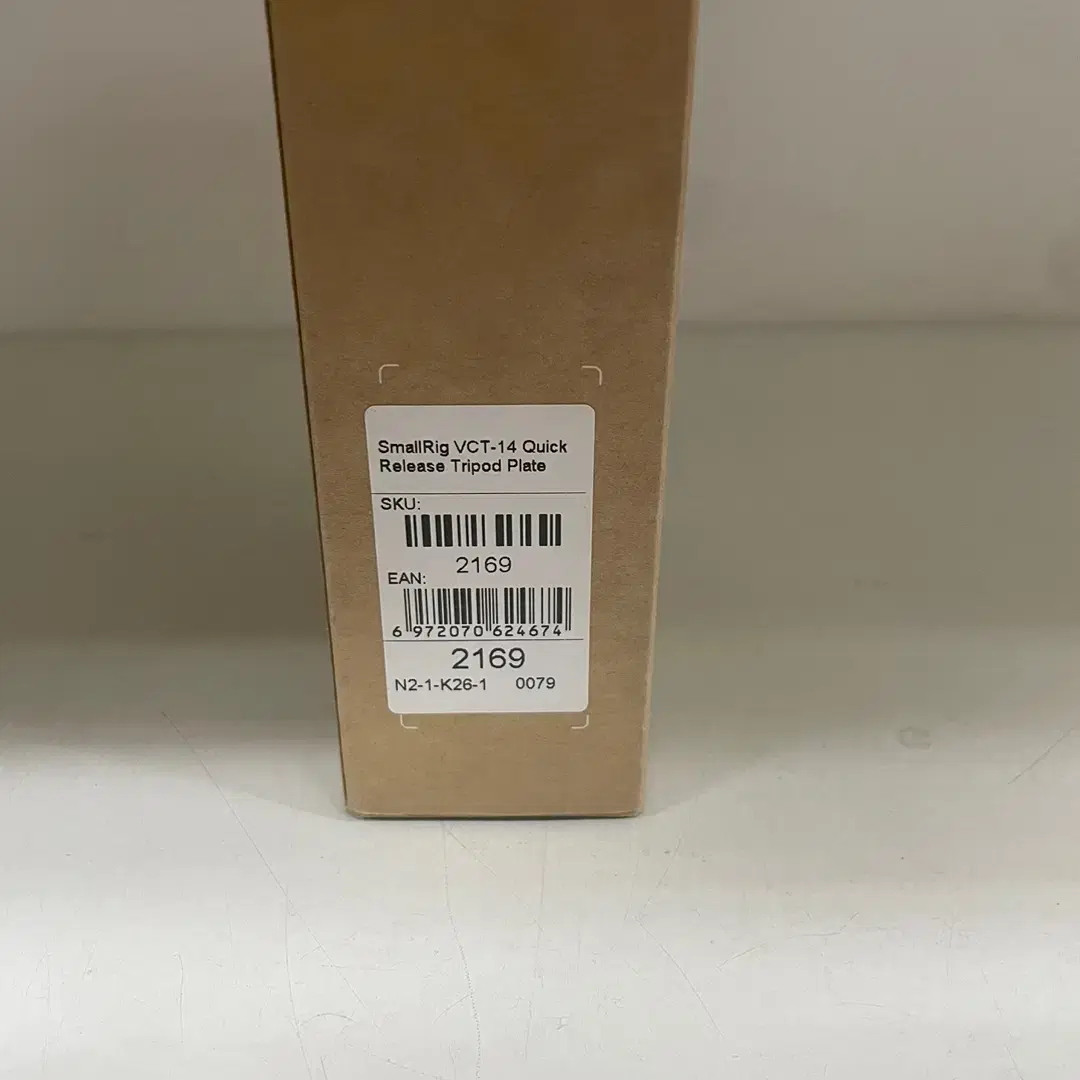 SmallRig VCT-14 Quick
Release Tripod Plate
SKU:
2169
EAN:
6 972070 624674
2169
N2-1-K26-1 0079